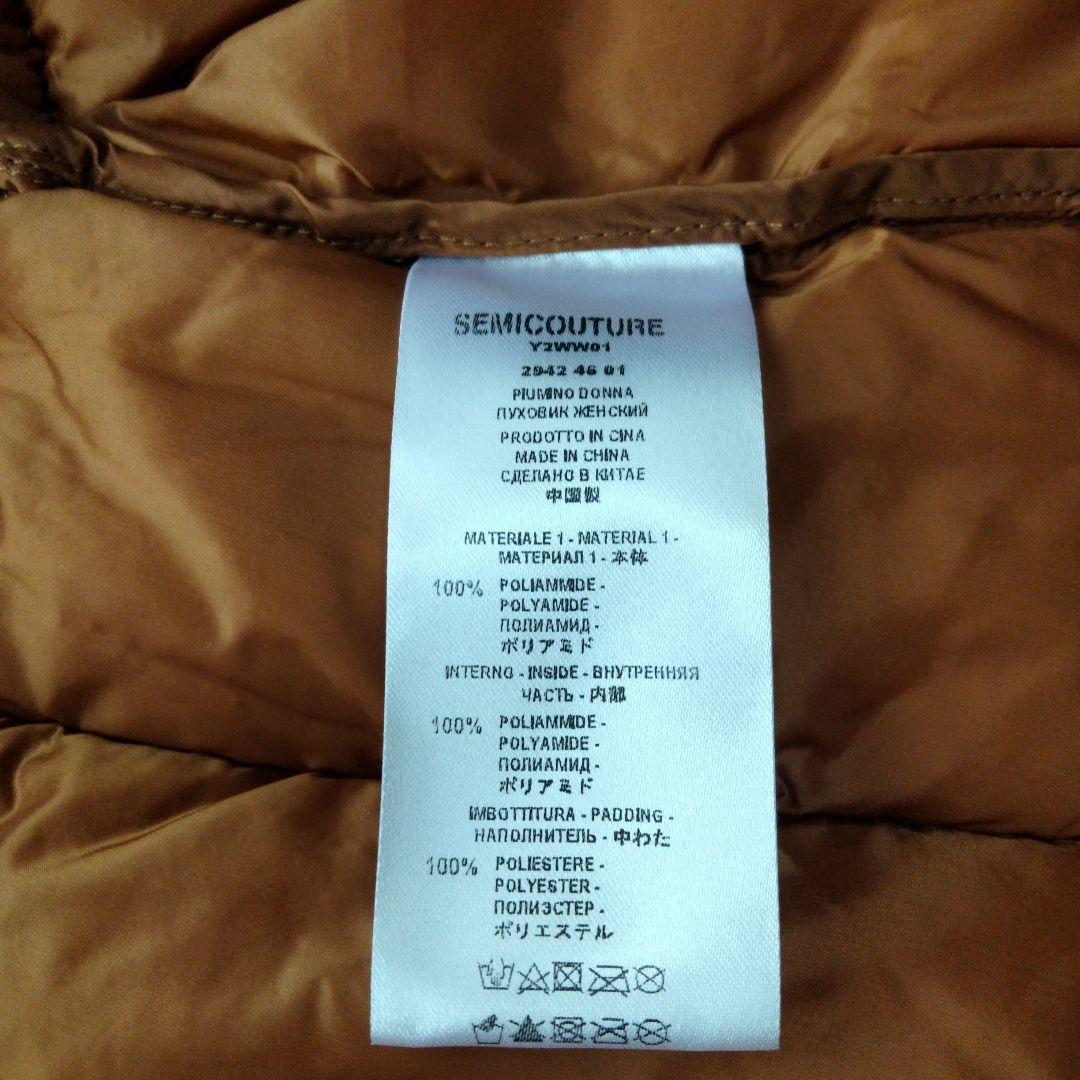 SEMICOUTURE
Y2WW01
2942 46 01
PIUMINO DONNA
ПУХОВИК ЖЕНСКИЙ
PRODOTTO IN CINA
MADE IN CHINA
СДЕЛАНО В КИТАЕ
中国製
MATERIALE 1 - MATERIAL 1 -
МАТЕРИАЛ 1 - 本体
100% POLIAMMIDE -
POLYAMIDE -
ПОЛИАМИД -
ポリアミド
INTERNO - INSIDE - ВНУТРЕННЯЯ
ЧАСТЬ - 内部
100% POLIAMMIDE -
POLYAMIDE -
ПОЛИАМИД -
ポリアミド
IMBOTTITURA - PADDING -
НАПОЛНИТЕЛЬ - 中わた
100% POLIESTERE -
POLYESTER -
ПОЛИЭСТЕР -
ポリエステル